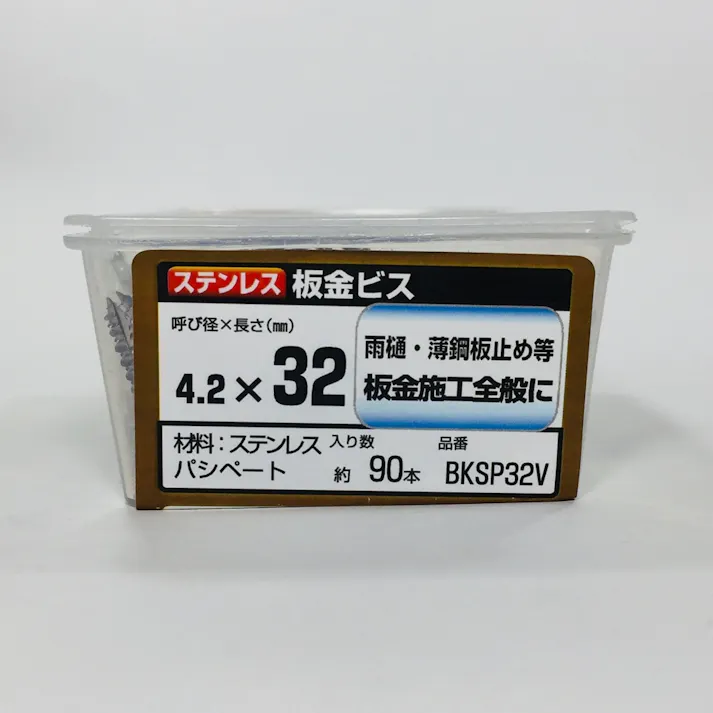 ステンレス 板金ビス
呼び径×長さ(㎜)
4.2×32
雨樋・薄鋼板止め等
板金施工全般に
材料:ステンレス
パシペート
入り数
約 90本
品番
BKSP32V